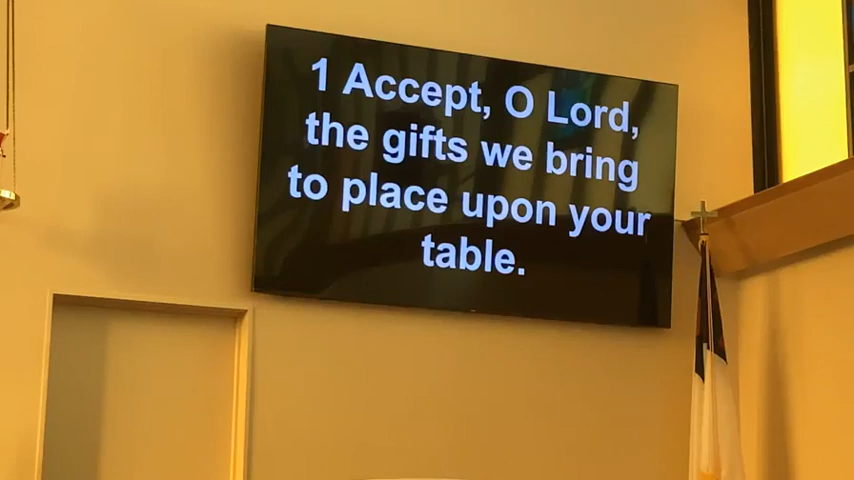 1 Accept, O Lord,
the gifts we bring
to place upon your
table.